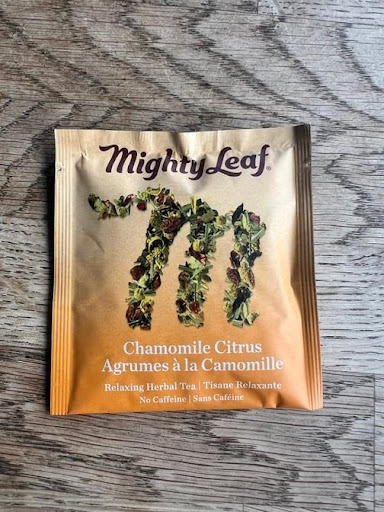 Mighty Leaf®
Chamomile Citrus
Agrumes à la Camomille
Relaxing Herbal Tea | Tisane Relaxante
No Caffeine | Sans Caféine